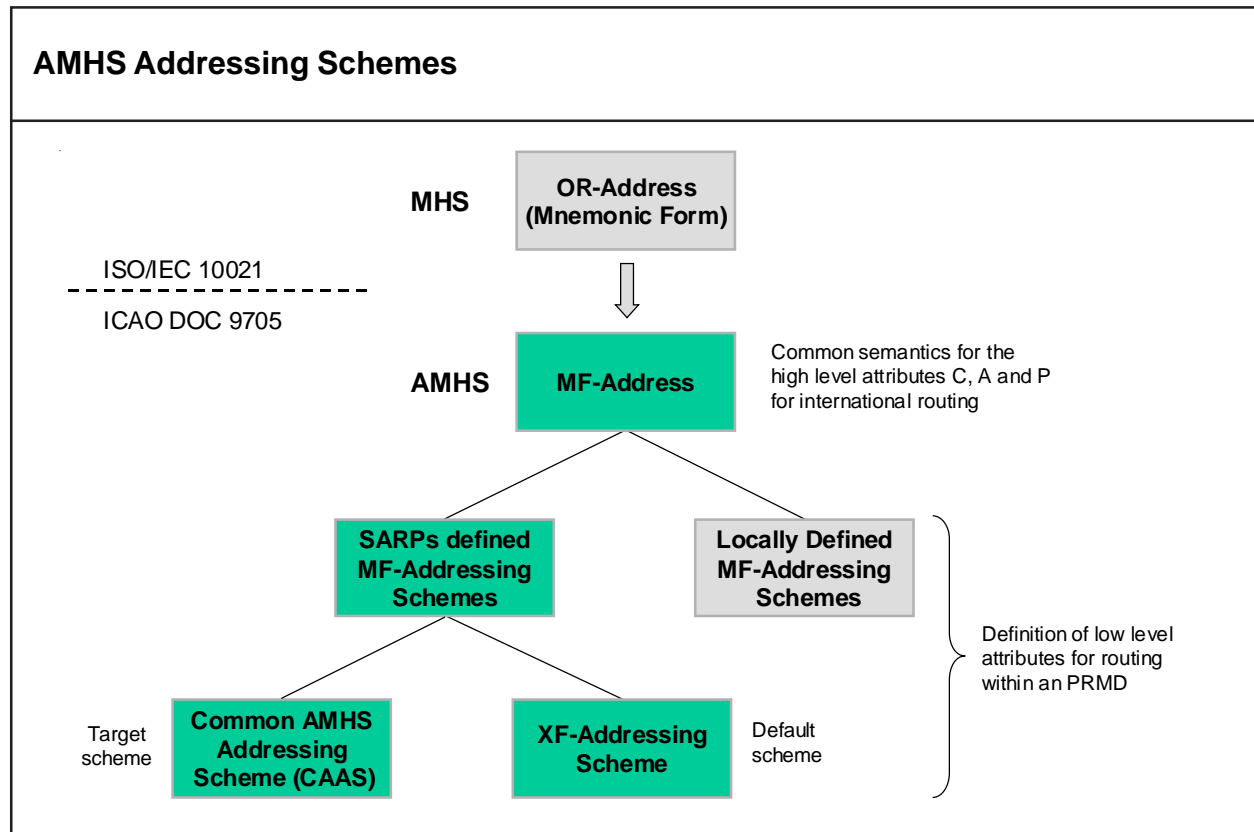 AMHS Addressing Schemes
MHS
OR-Address
(Mnemonic Form)
ISO/IEC 10021
ICAO DOC 9705
AMHS
MF-Address
Common semantics for the
high level attributes C, A and P
for international routing
SARPs defined
MF-Addressing
Schemes
Locally Defined
MF-Addressing
Schemes
Definition of low level
attributes for routing
within an PRMD
Target
scheme
Common AMHS
Addressing
Scheme (CAAS)
XF-Addressing
Scheme
Default
scheme